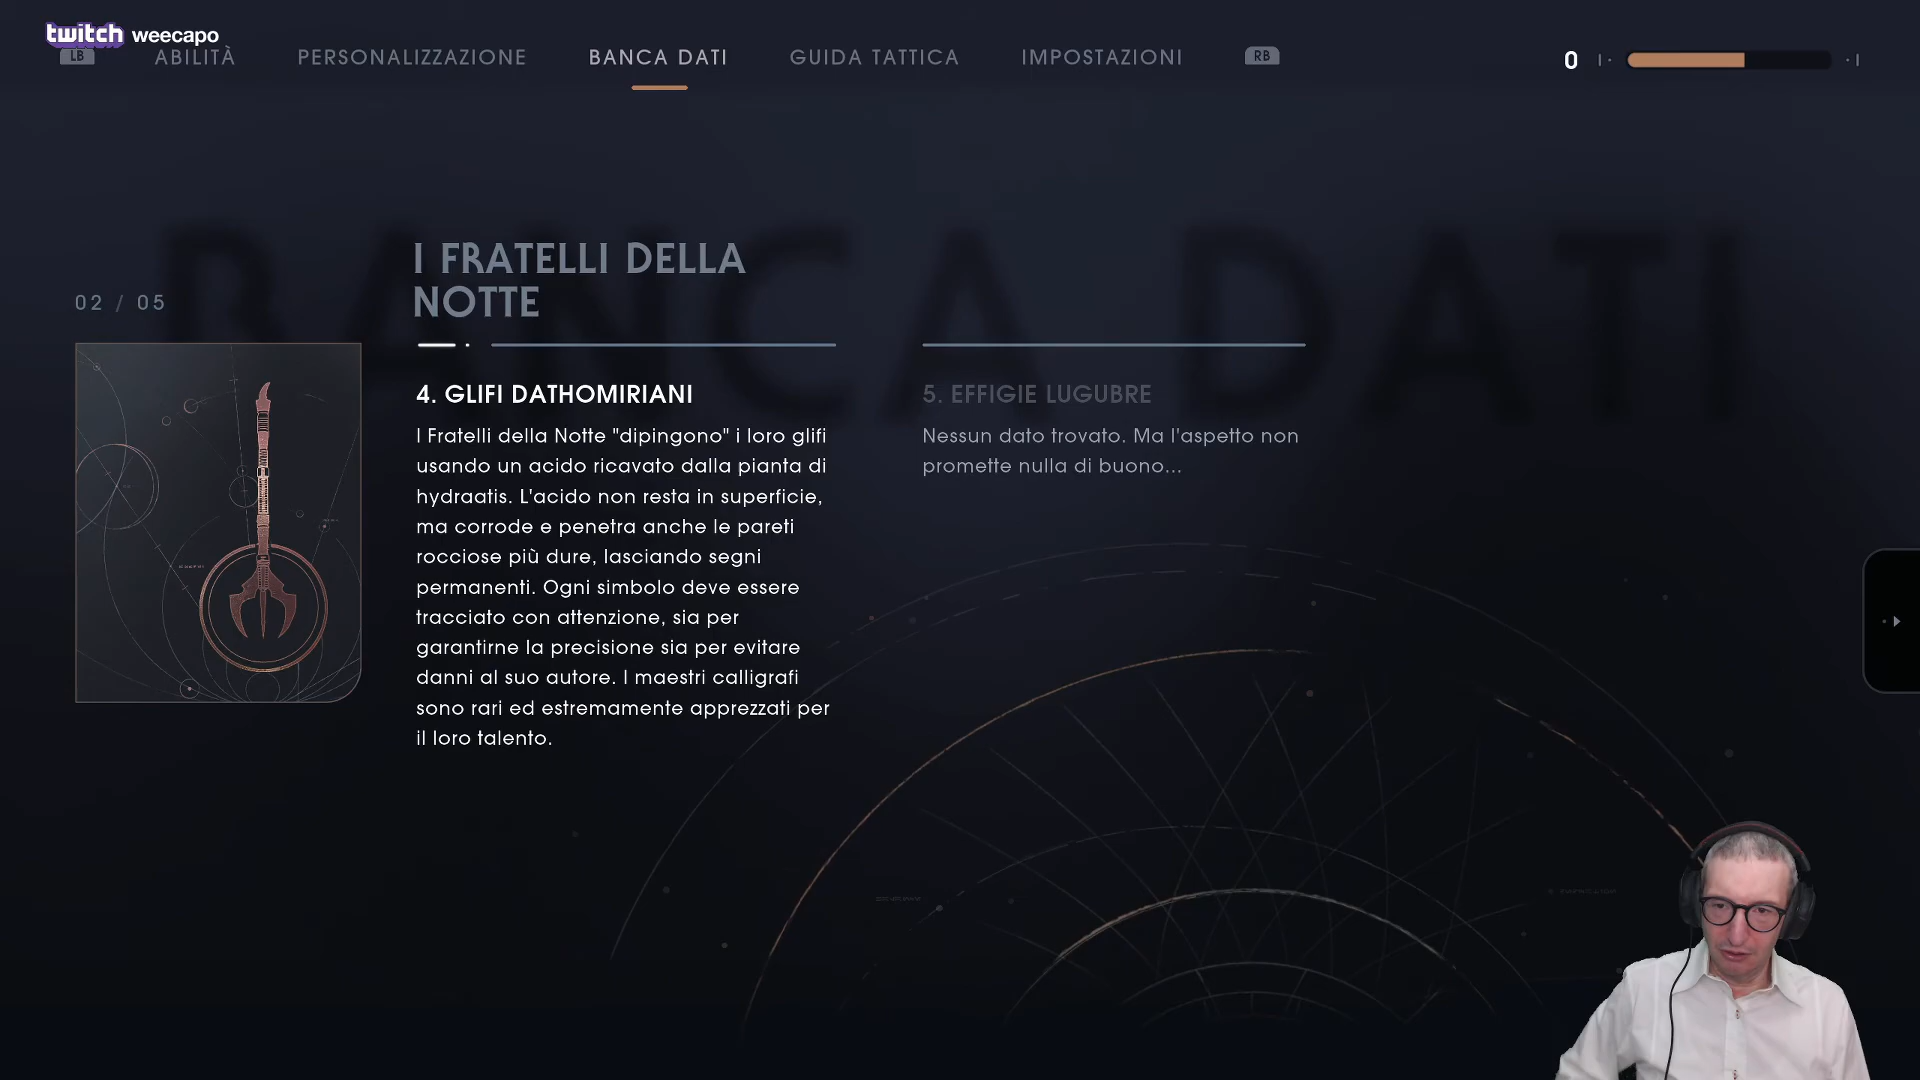 twitch weecapo
LB ABILITÀ PERSONALIZZAZIONE BANCA DATI GUIDA TATTICA IMPOSTAZIONI RB 0
BANCA DATI
02 / 05
I FRATELLI DELLA
NOTTE
4. GLIFI DATHOMIRIANI
I Fratelli della Notte "dipingono" i loro glifi
usando un acido ricavato dalla pianta di
hydraatis. L'acido non resta in superficie,
ma corrode e penetra anche le pareti
rocciose più dure, lasciando segni
permanenti. Ogni simbolo deve essere
tracciato con attenzione, sia per
garantirne la precisione sia per evitare
danni al suo autore. I maestri calligrafi
sono rari ed estremamente apprezzati per
il loro talento.
5. EFFIGIE LUGUBRE
Nessun dato trovato. Ma l'aspetto non
promette nulla di buono...